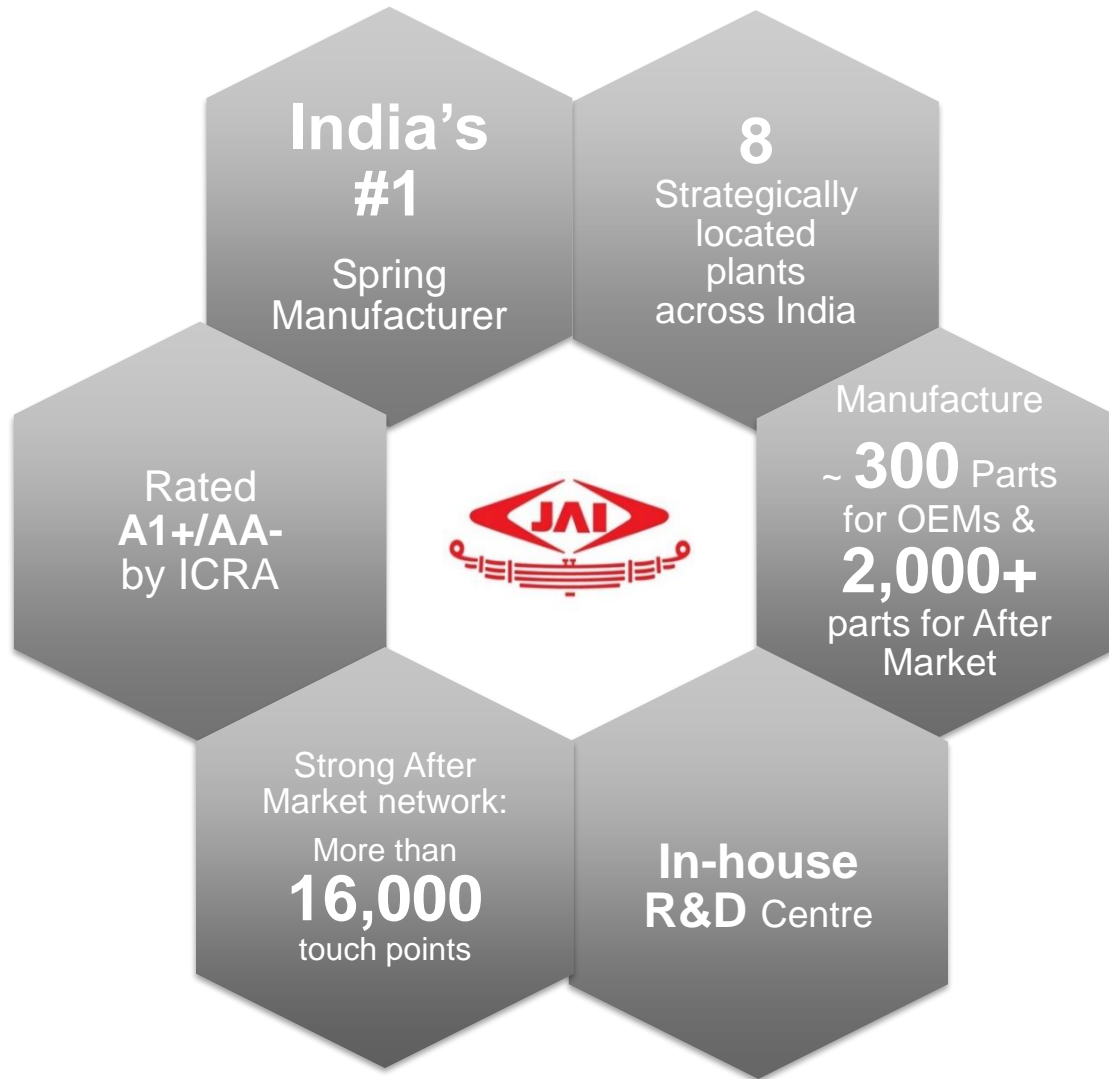 India’s
#1
Spring
Manufacturer
8
Strategically
located
plants
across India
Manufacture
~ 300 Parts
for OEMs &
2,000+
parts for After
Market
Rated
A1+/AA-
by ICRA
JAI
Strong After
Market network:
More than
16,000
touch points
In-house
R&D Centre